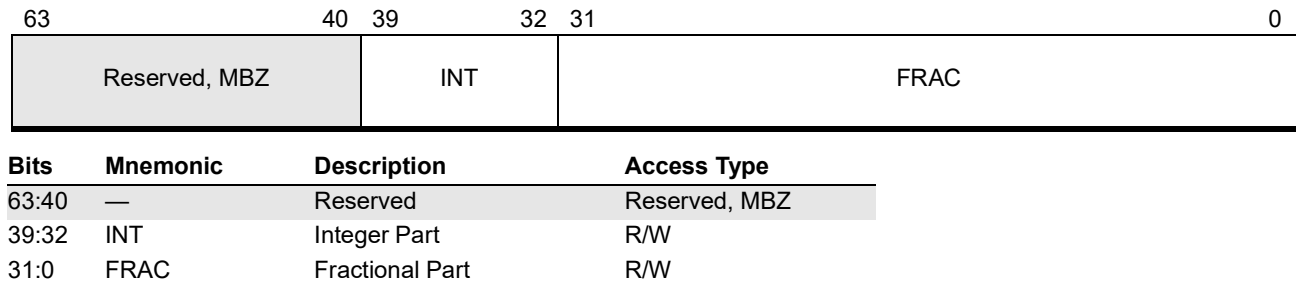 63 40 39 32 31 0
Reserved, MBZ INT FRAC
Bits Mnemonic Description Access Type
63:40 — Reserved Reserved, MBZ
39:32 INT Integer Part R/W
31:0 FRAC Fractional Part R/W